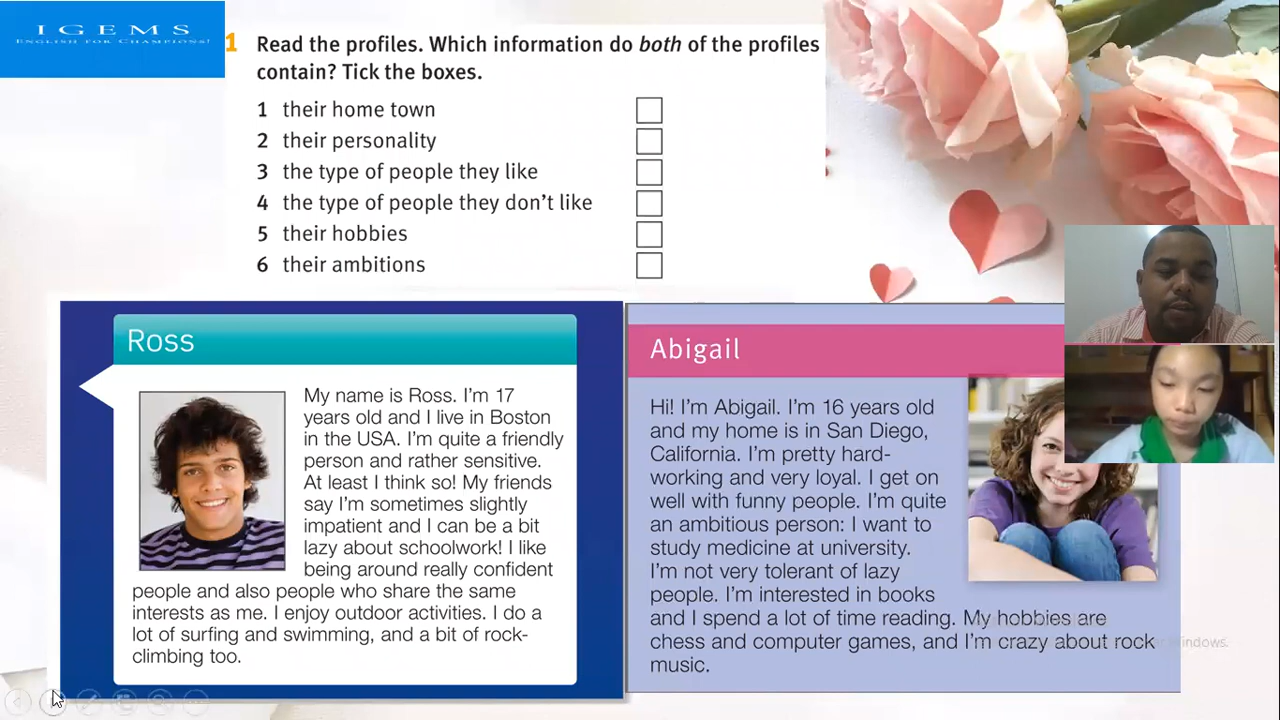 IGEMS
ENGLISH FOR CHAMPIONS!
1 Read the profiles. Which information do both of the profiles
contain? Tick the boxes.
1 their home town
2 their personality
3 the type of people they like
4 the type of people they don't like
5 their hobbies
6 their ambitions
Ross
My name is Ross. I'm 17
years old and I live in Boston
in the USA. I'm quite a friendly
person and rather sensitive.
At least I think so! My friends
say I'm sometimes slightly
impatient and I can be a bit
lazy about schoolwork! I like
being around really confident
people and also people who share the same
interests as me. I enjoy outdoor activities. I do a
lot of surfing and swimming, and a bit of rock-
climbing too.
Abigail
Hi! I'm Abigail. I'm 16 years old
and my home is in San Diego,
California. I'm pretty hard-
working and very loyal. I get on
well with funny people. I'm quite
an ambitious person: I want to
study medicine at university.
I'm not very tolerant of lazy
people. I'm interested in books
and I spend a lot of time reading. My hobbies are
chess and computer games, and I'm crazy about rock
music.
Windows.